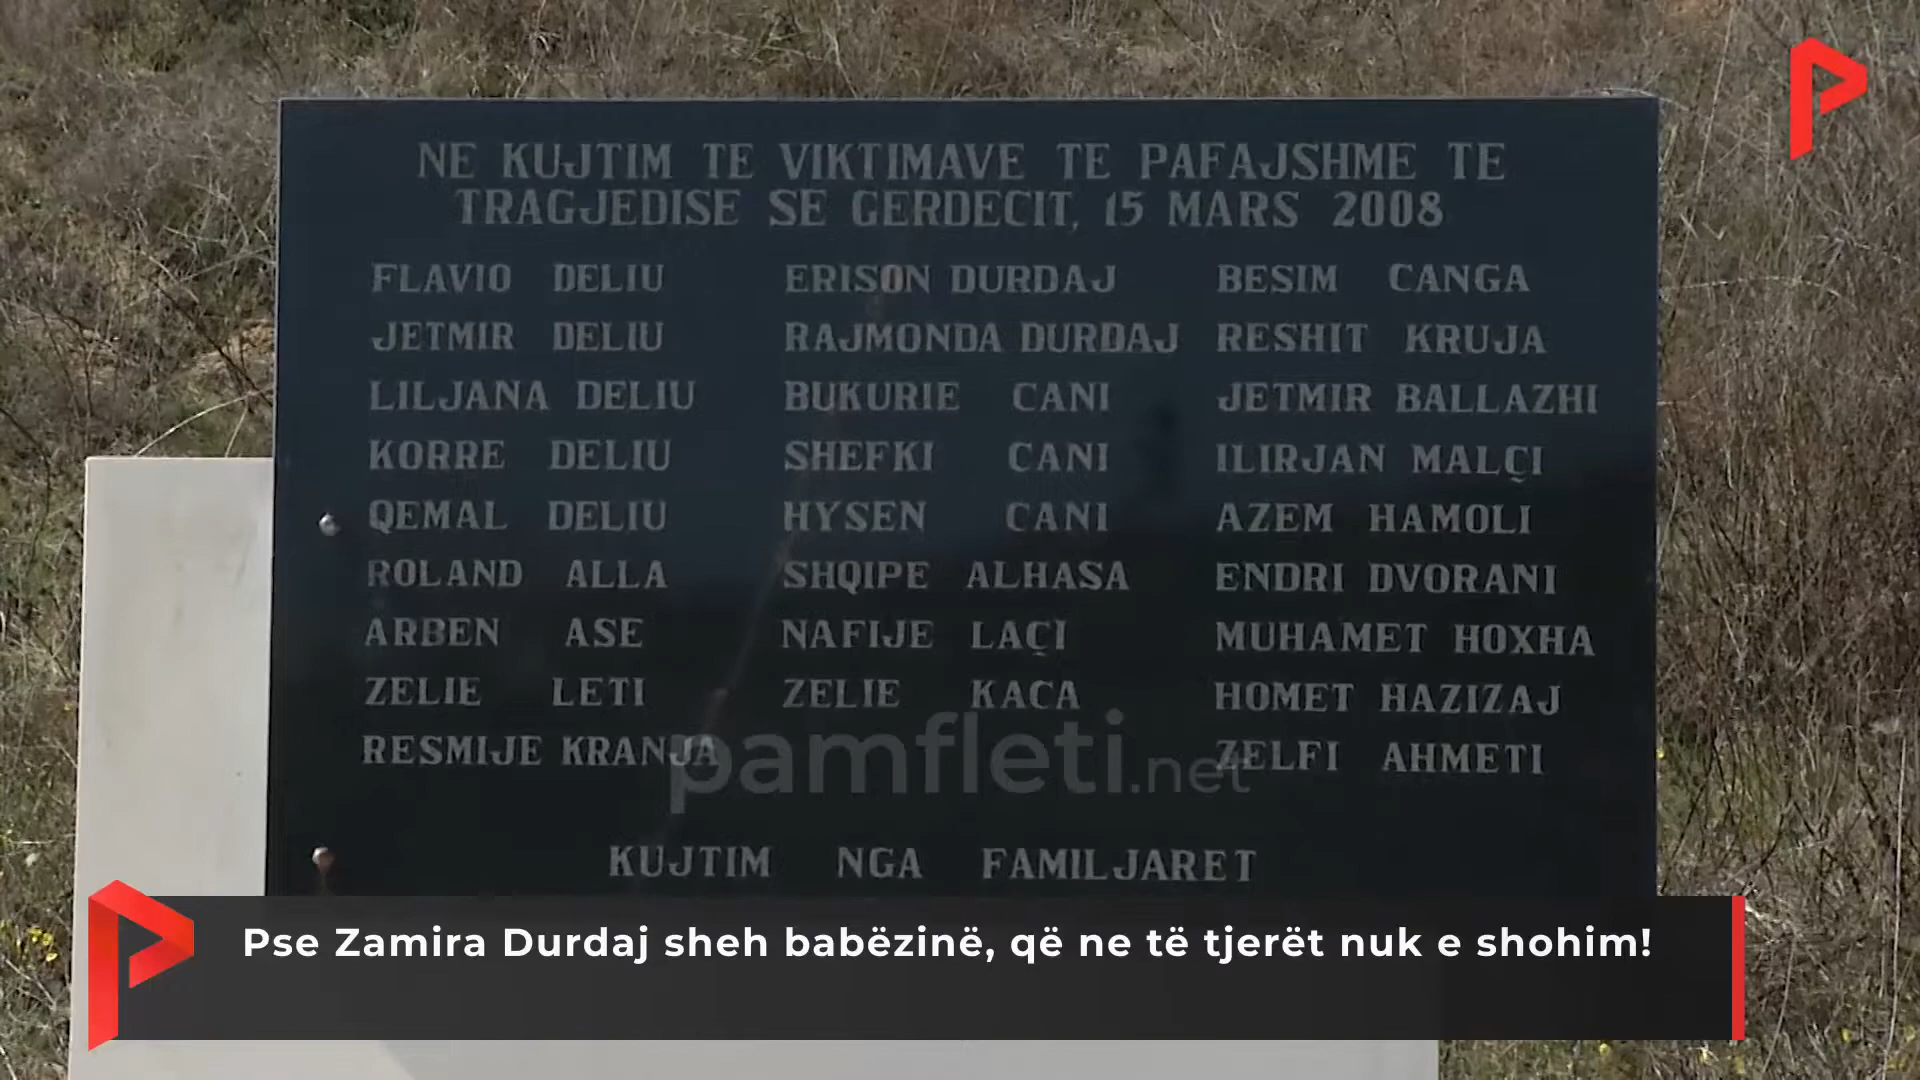 NE KUJTIM TE VIKTIMAVE TE PAFAJSHME TE
TRAGJEDISE SE GERDECIT, 15 MARS 2008
FLAVIO DELIU
JETMIR DELIU
LILJANA DELIU
KORRE DELIU
QEMAL DELIU
ROLAND ALLA
ARBEN ASE
ZELIE LETI
RESMIJE KRANJA
ERISON DURDAJ
RAJMONDA DURDAJ
BUKURIE CANI
SHEFKI CANI
HYSEN CANI
SHQIPE ALHASA
NAFIJE LAÇI
ZELIE KACA
BESIM CANGA
RESHIT KRUJA
JETMIR BALLAZHI
ILIRJAN MALÇI
AZEM HAMOLI
ENDRI DVORANI
MUHAMET HOXHA
HOMET HAZIZAJ
ZELFI AHMETI
pamfleti.net
KUJTIM NGA FAMILJARET
Pse Zamira Durdaj sheh babëzinë, që ne të tjerët nuk e shohim!